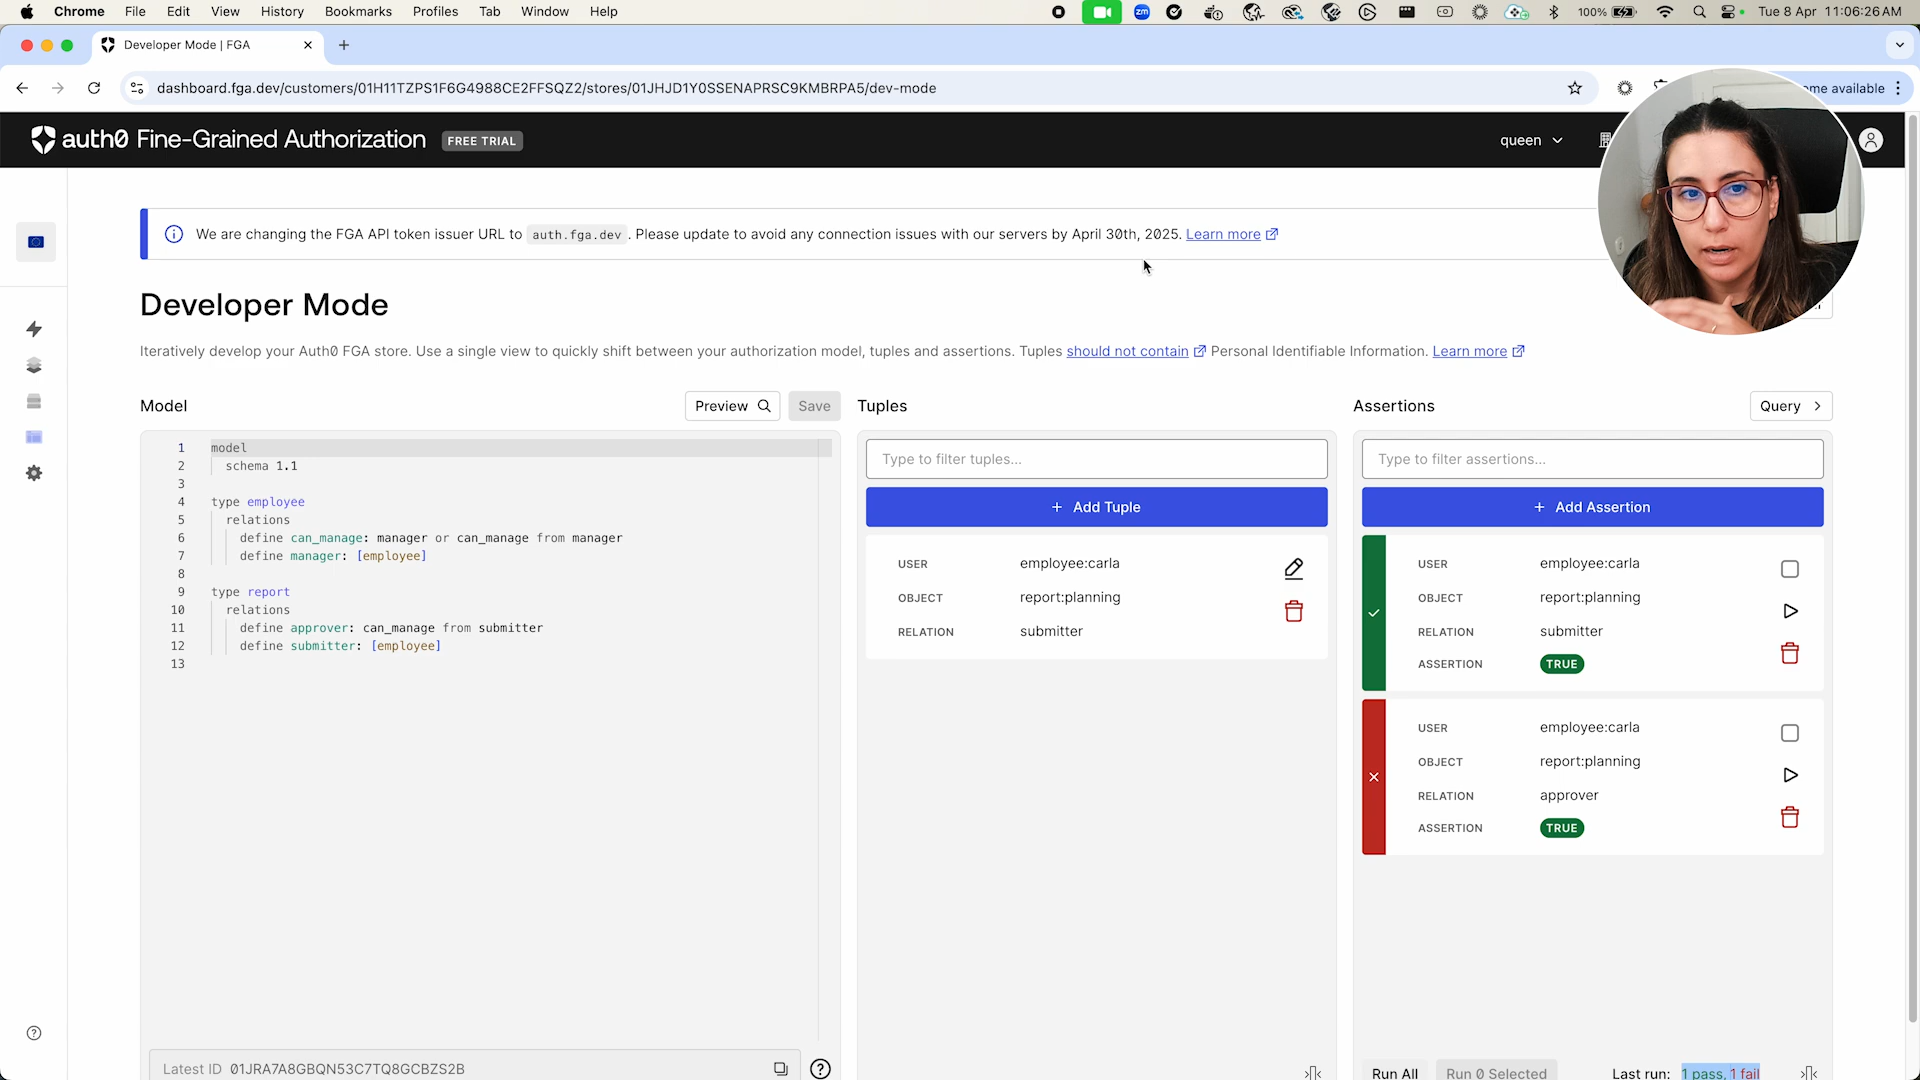 Chrome File Edit View History Bookmarks Profiles Tab Window Help
100% Tue 8 Apr 11:06:26 AM
Developer Mode | FGA
dashboard.fga.dev/customers/01H11TZPS1F6G4988CE2FFSQZ2/stores/01JHJD1Y0SSENAPRSC9KMBRPA5/dev-mode
available
auth0 Fine-Grained Authorization FREE TRIAL
queen
We are changing the FGA API token issuer URL to auth.fga.dev . Please update to avoid any connection issues with our servers by April 30th, 2025. Learn more
Developer Mode
Iteratively develop your Auth0 FGA store. Use a single view to quickly shift between your authorization model, tuples and assertions. Tuples should not contain Personal Identifiable Information. Learn more
Model
Preview
Save
1 model
2 schema 1.1
3
4 type employee
5 relations
6 define can_manage: manager or can_manage from manager
7 define manager: [employee]
8
9 type report
10 relations
11 define approver: can_manage from submitter
12 define submitter: [employee]
13
Latest ID 01JRA7A8GBQN53C7TQ8GCBZS2B
Tuples
Type to filter tuples...
+ Add Tuple
USER employee:carla
OBJECT report:planning
RELATION submitter
Assertions
Query
Type to filter assertions...
+ Add Assertion
USER employee:carla
OBJECT report:planning
RELATION submitter
ASSERTION TRUE
USER employee:carla
OBJECT report:planning
RELATION approver
ASSERTION TRUE
Run All
Run 0 Selected
Last run: 1 pass, 1 fail